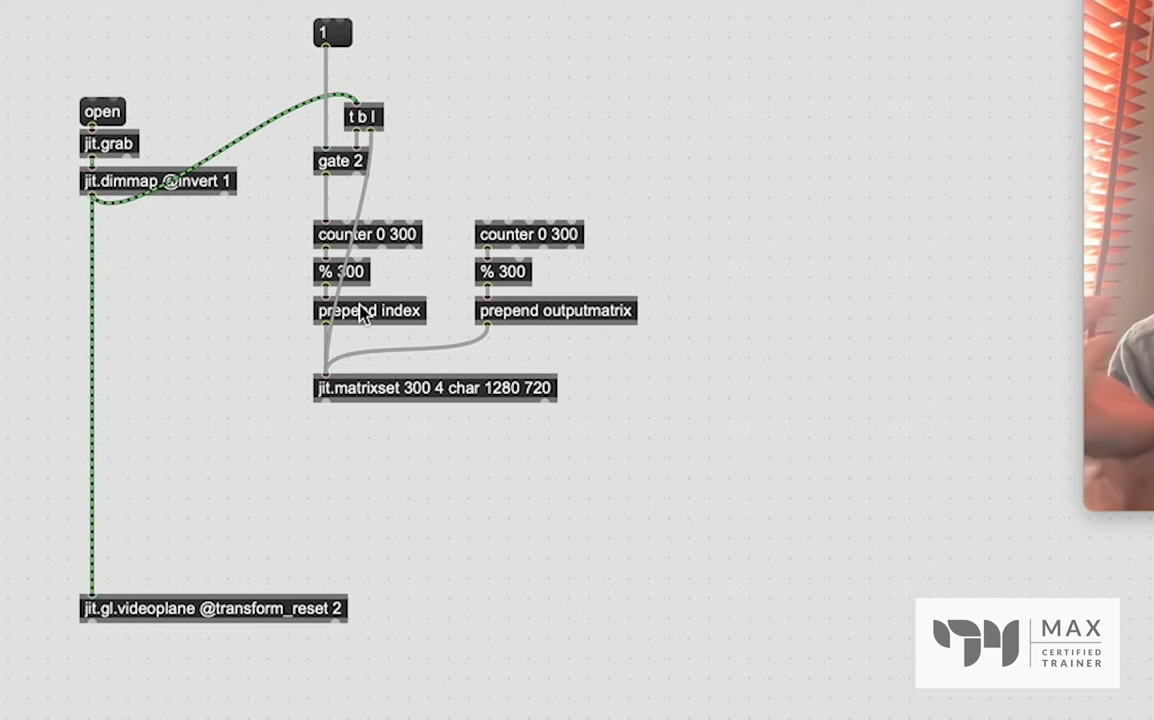 1
open
t b l
jit.grab
gate 2
jit.dimmap @invert 1
counter 0 300
counter 0 300
% 300
% 300
prepend index
prepend outputmatrix
jit.matrixset 300 4 char 1280 720
jit.gl.videoplane @transform_reset 2
MAX
CERTIFIED
TRAINER